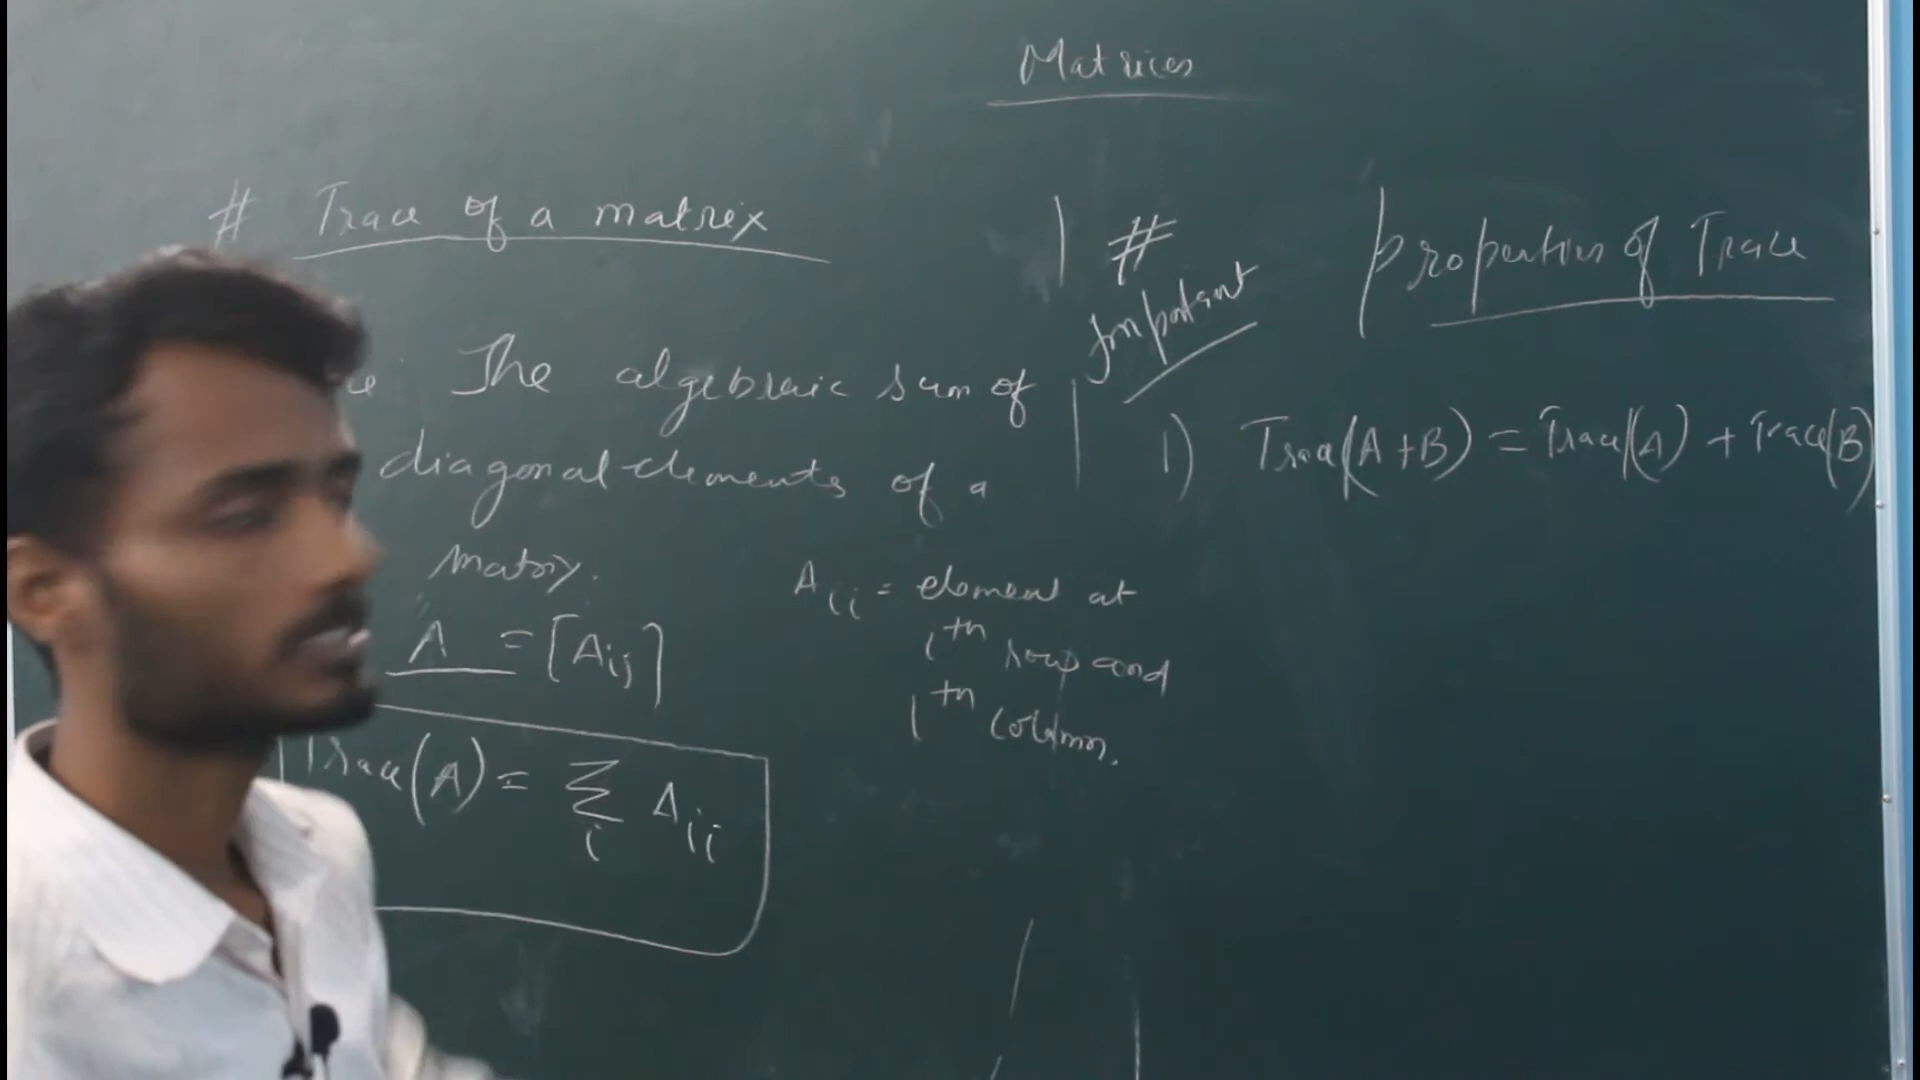 Matrices
# Trace of a matrix
The algebraic sum of
diagonal elements of a
matrix.
A = [Aij]
Trace(A) = Σ Aii
i
Aii = element at
ith row and
ith column.
# Properties of Trace
Important
1) Trace(A+B) = Trace(A) + Trace(B)